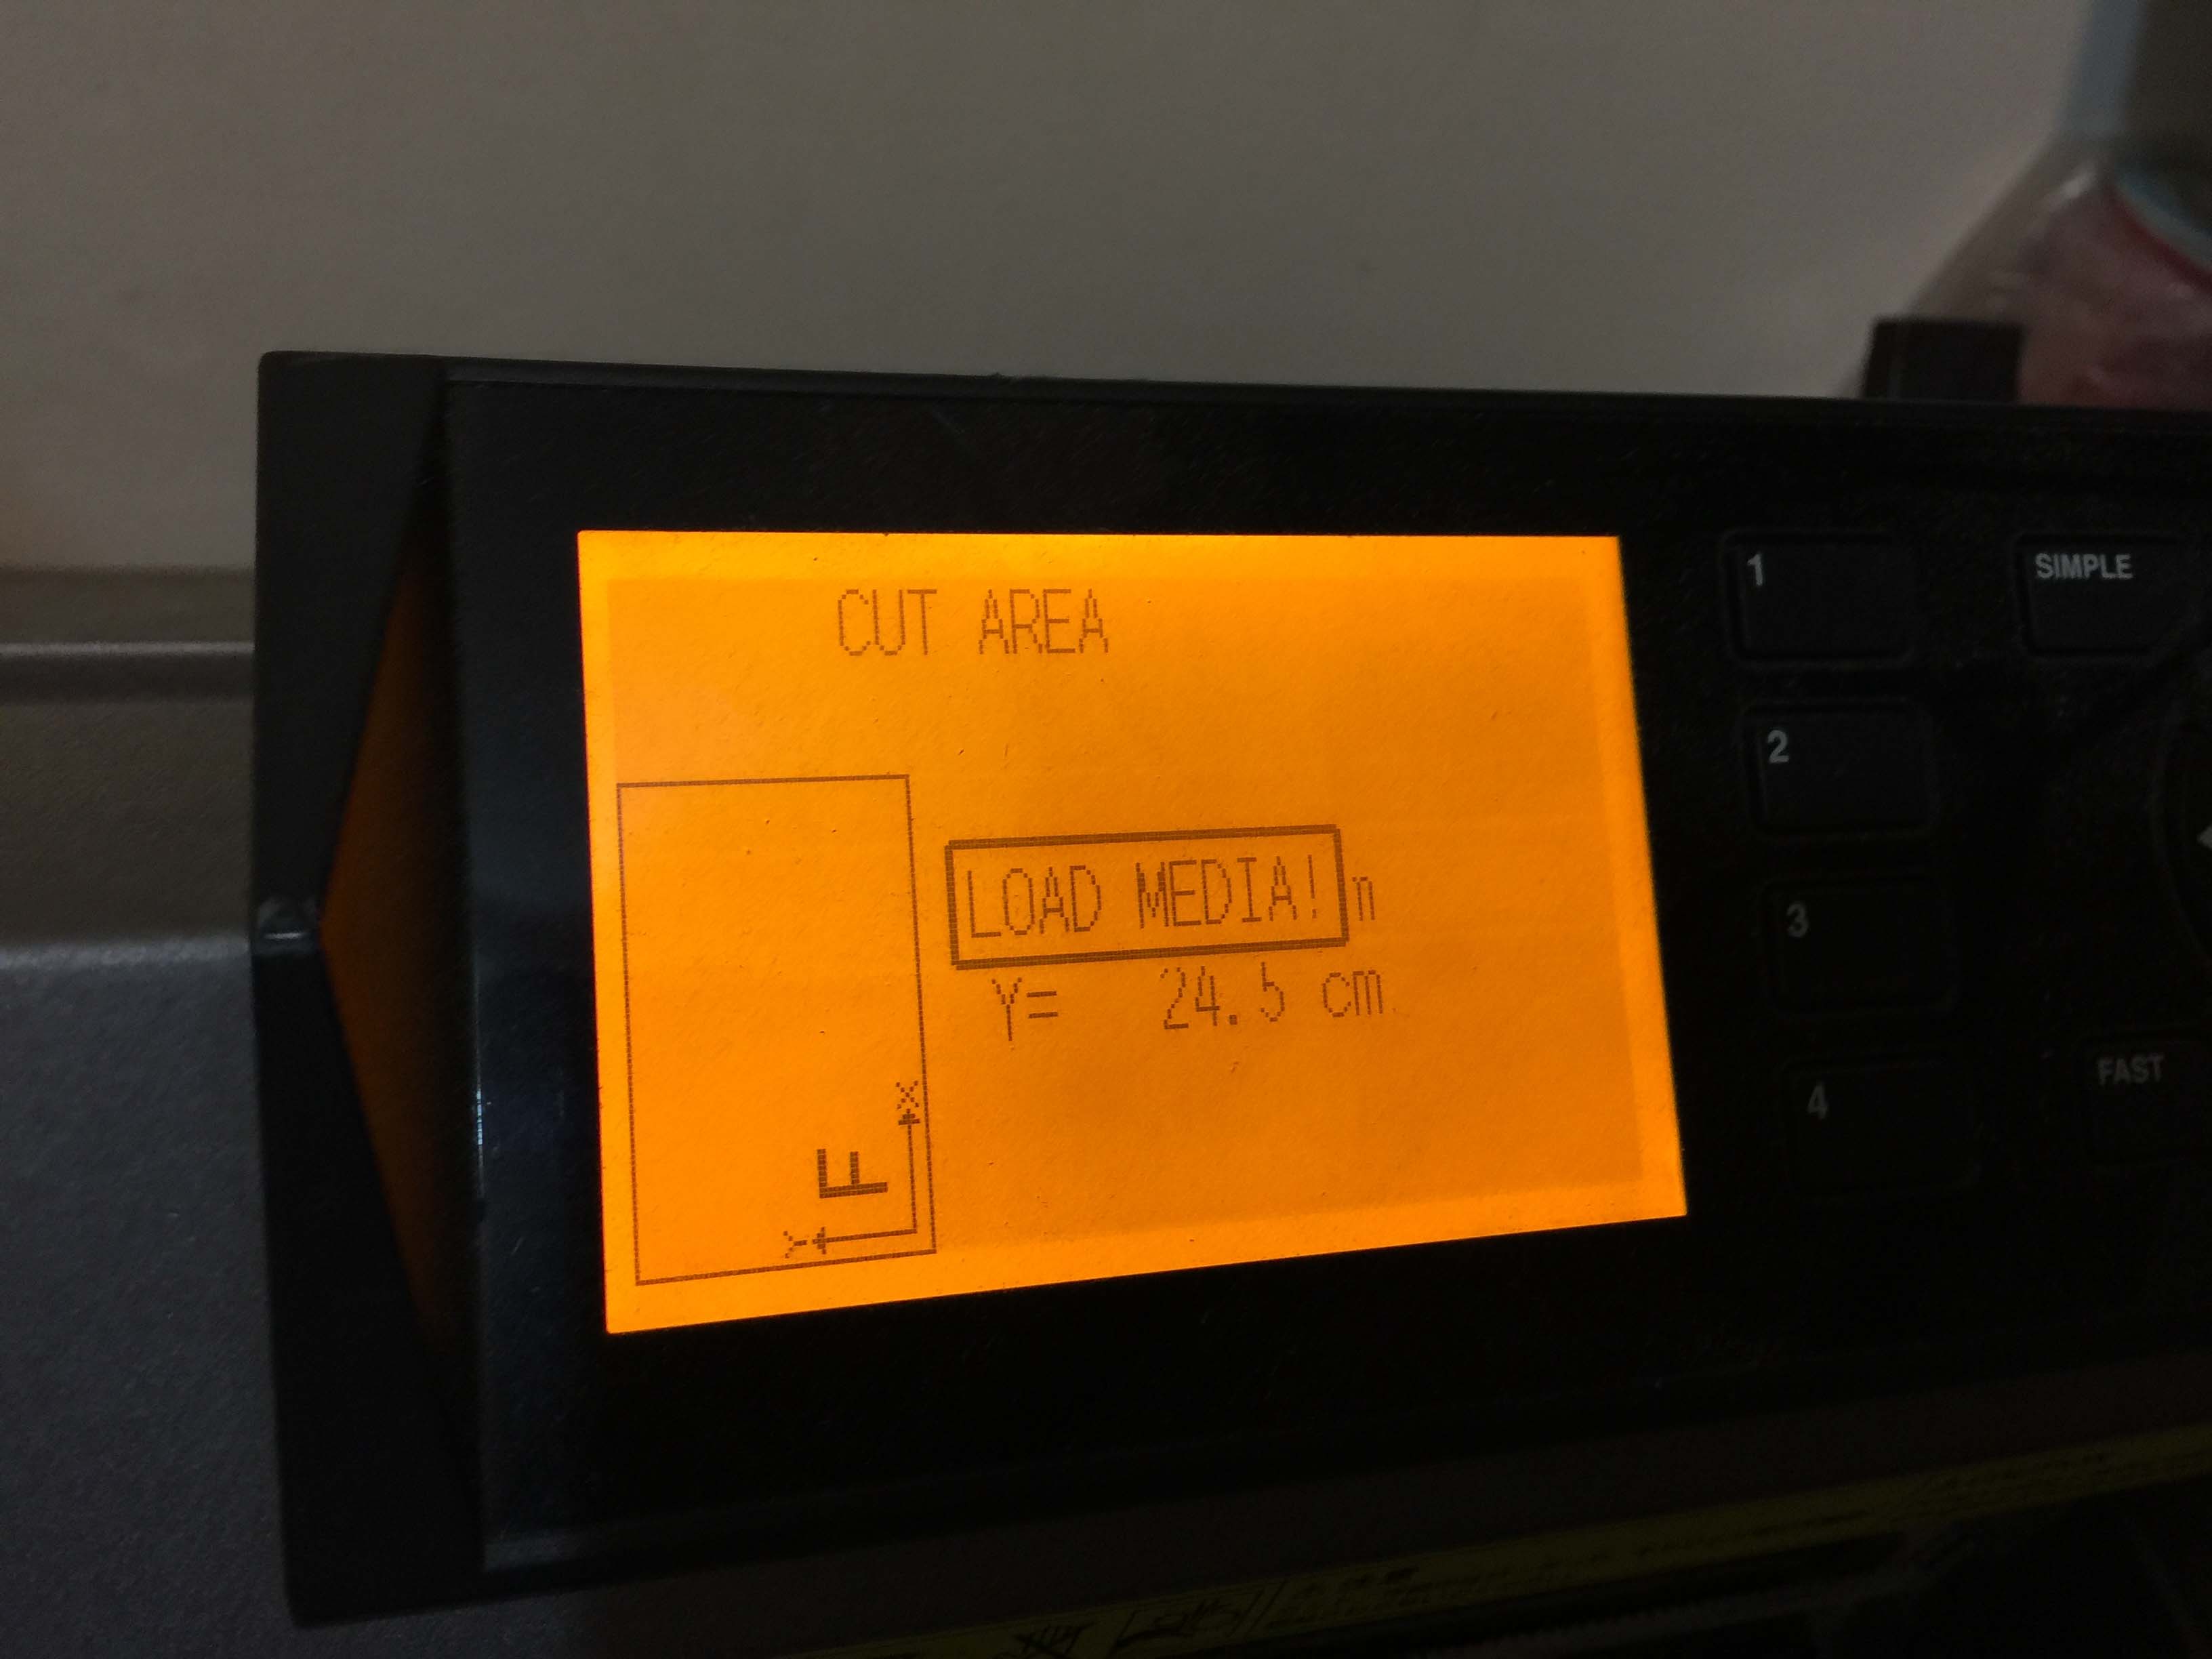 CUT AREA
LOAD MEDIA! m
Y= 24.5 cm
X
F
Y
1
SIMPLE
2
3
FAST
4